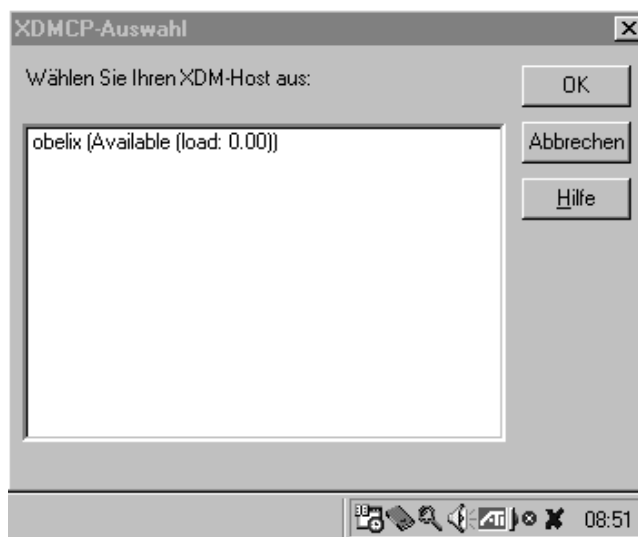 XDMCP-Auswahl
Wählen Sie Ihren XDM-Host aus:
OK
obelix (Available (load: 0.00))
Abbrechen
Hilfe
08:51